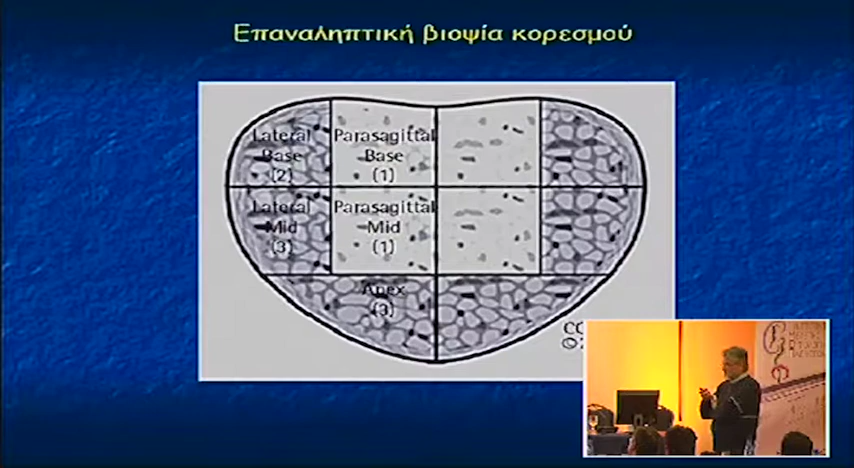 Επαναληπτική βιοψία κορεσμού
Lateral
Base
(2)
Parasagittal
Base
(1)
Lateral
Mid
(3)
Parasagittal
Mid
(1)
Apex
(3)